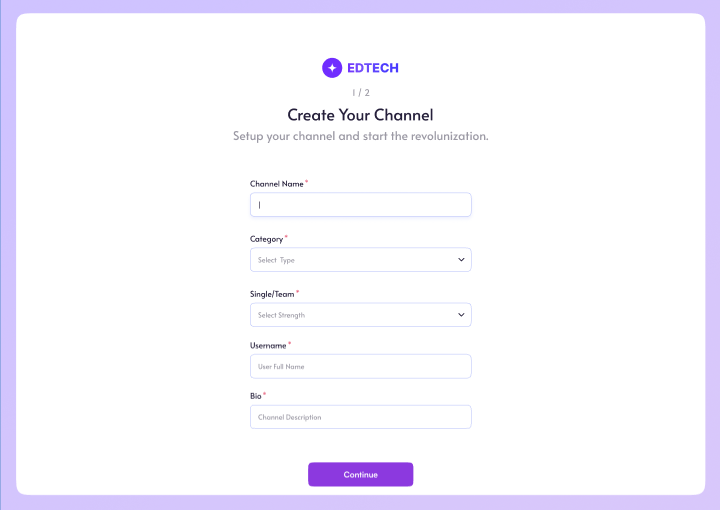 EDTECH
1 / 2
Create Your Channel
Setup your channel and start the revolunization.
Channel Name*
Category*
Select Type
Single/Team*
Select Strength
Username*
User Full Name
Bio*
Channel Description
Continue